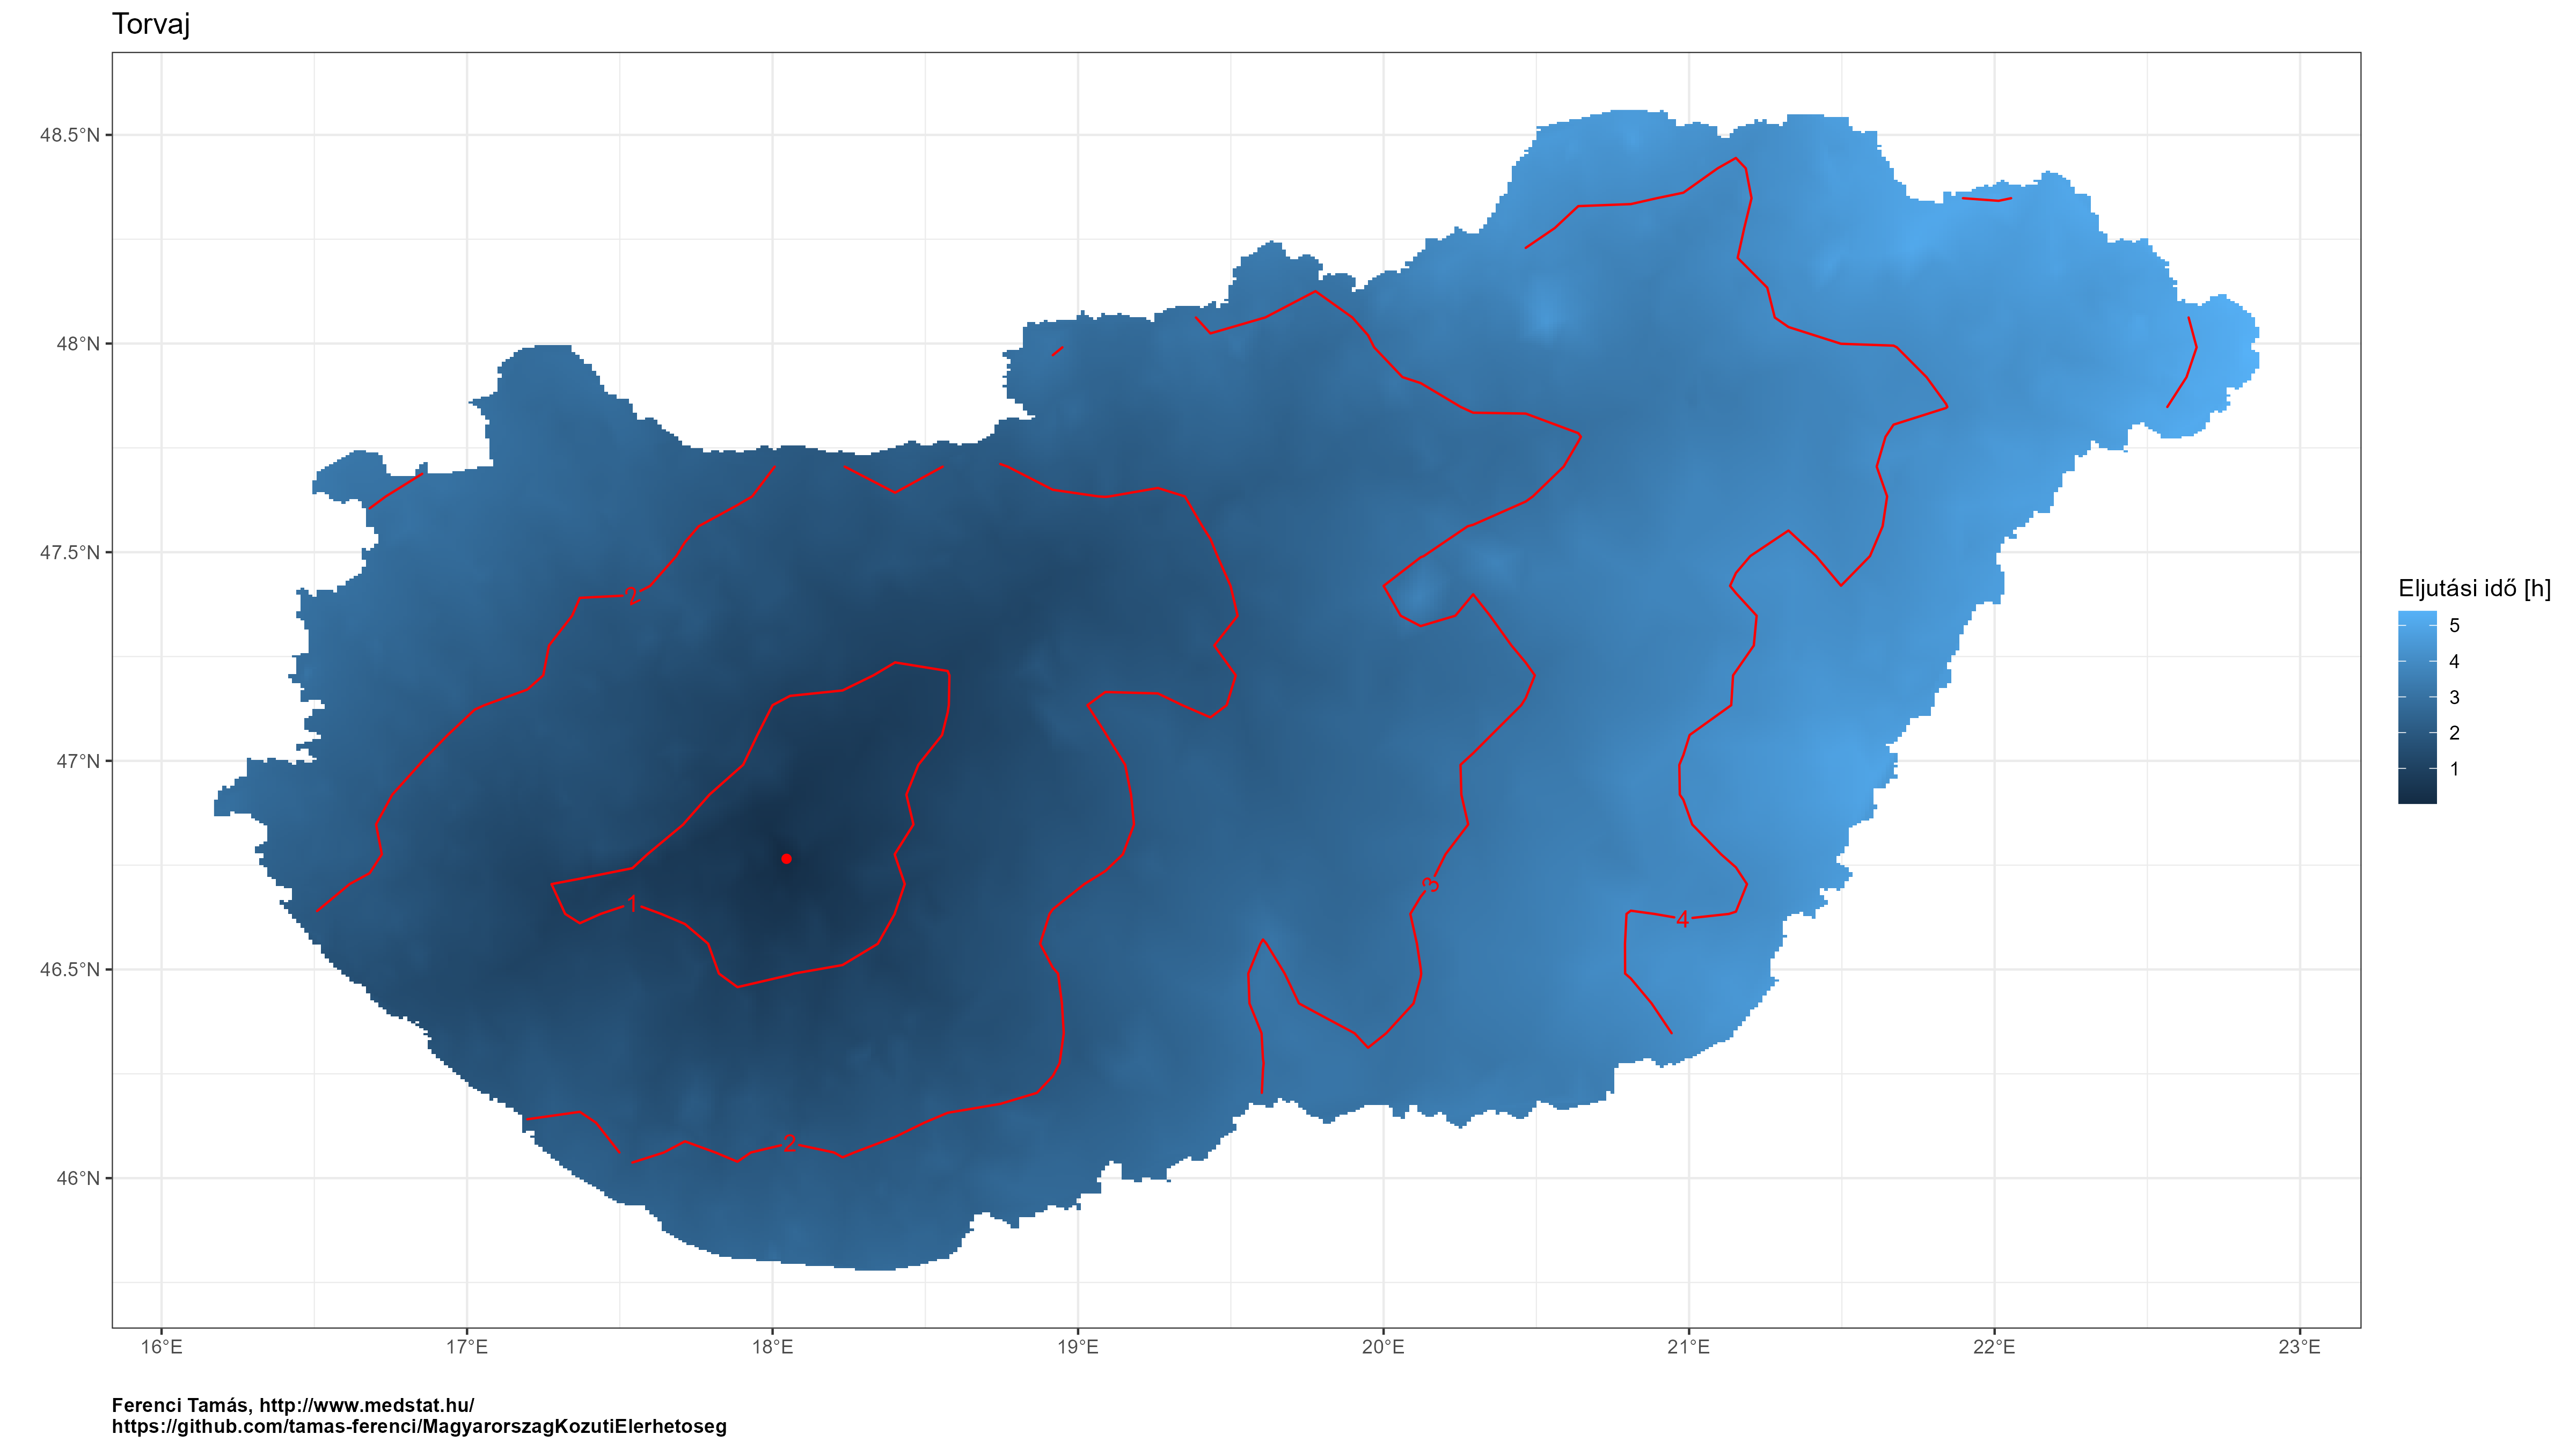 Torvaj
48.5°N
48°N
47.5°N
47°N
46.5°N
46°N
16°E
17°E
18°E
19°E
20°E
21°E
22°E
23°E
2
1
2
3
4
Eljutási idő [h]
5
4
3
2
1
Ferenci Tamás, http://www.medstat.hu/
https://github.com/tamas-ferenci/MagyarorszagKozutiElerhetoseg